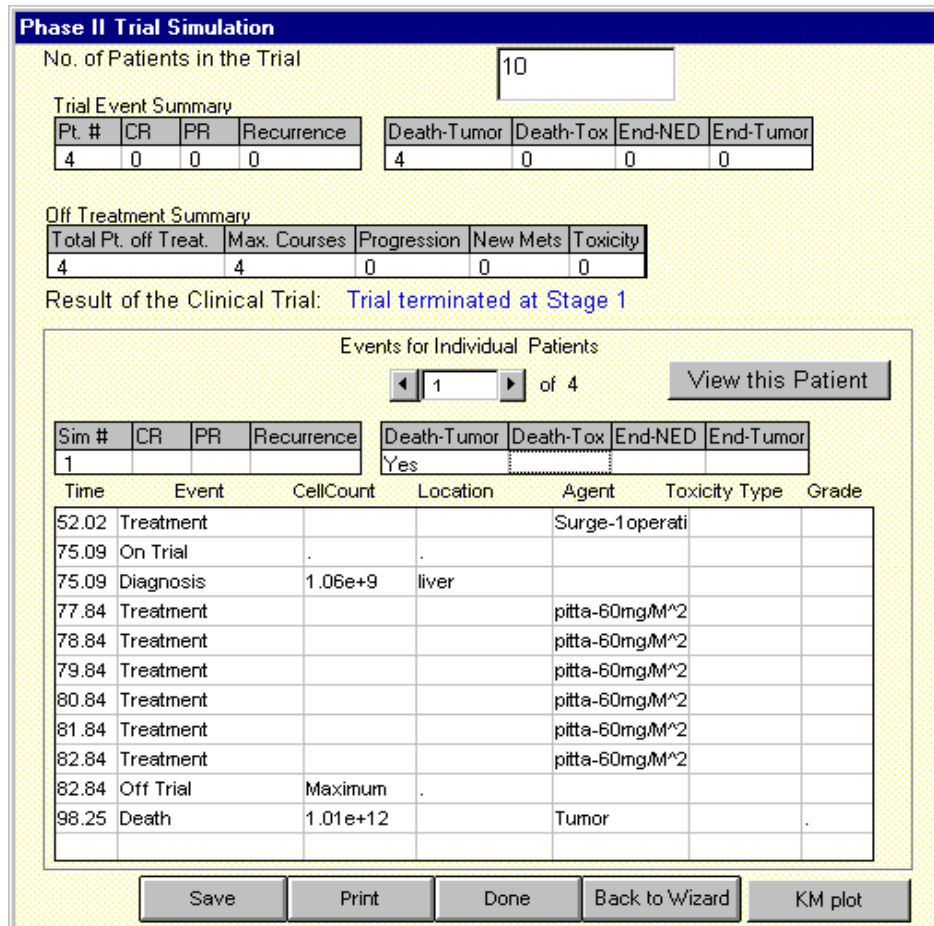 Phase II Trial Simulation
No. of Patients in the Trial 10
Trial Event Summary
Pt. # CR PR Recurrence Death-Tumor Death-Tox End-NED End-Tumor
4 0 0 0 4 0 0 0
Off Treatment Summary
Total Pt. off Treat. Max. Courses Progression New Mets Toxicity
4 4 0 0 0
Result of the Clinical Trial: Trial terminated at Stage 1
Events for Individual Patients
1 of 4 View this Patient
Sim # CR PR Recurrence Death-Tumor Death-Tox End-NED End-Tumor
1 Yes
Time Event CellCount Location Agent Toxicity Type Grade
52.02 Treatment Surge-1operati
75.09 On Trial . .
75.09 Diagnosis 1.06e+9 liver
77.84 Treatment pitta-60mg/M^2
78.84 Treatment pitta-60mg/M^2
79.84 Treatment pitta-60mg/M^2
80.84 Treatment pitta-60mg/M^2
81.84 Treatment pitta-60mg/M^2
82.84 Treatment pitta-60mg/M^2
82.84 Off Trial Maximum .
98.25 Death 1.01e+12 Tumor .
Save Print Done Back to Wizard KM plot